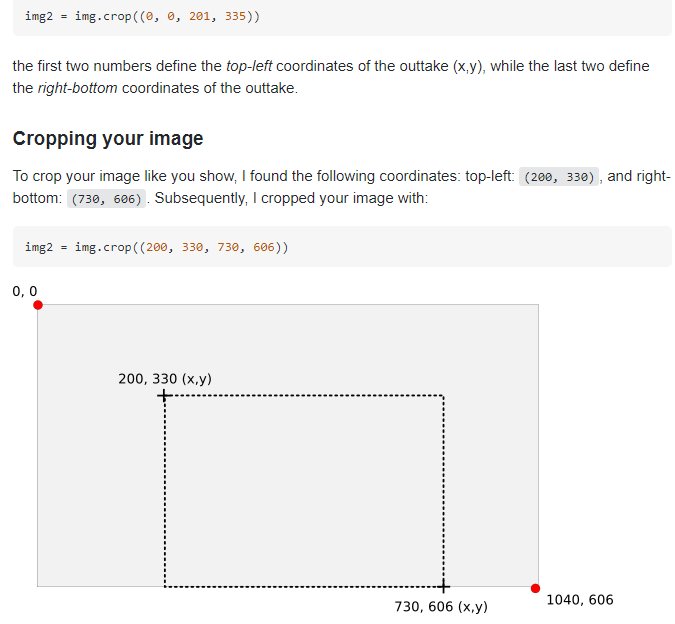 img2 = img.crop((0, 0, 201, 335))
the first two numbers define the top-left coordinates of the outtake (x,y), while the last two define
the right-bottom coordinates of the outtake.
Cropping your image
To crop your image like you show, I found the following coordinates: top-left: (200, 330) , and right-
bottom: (730, 606) . Subsequently, I cropped your image with:
img2 = img.crop((200, 330, 730, 606))
0, 0
200, 330 (x,y)
730, 606 (x,y)
1040, 606